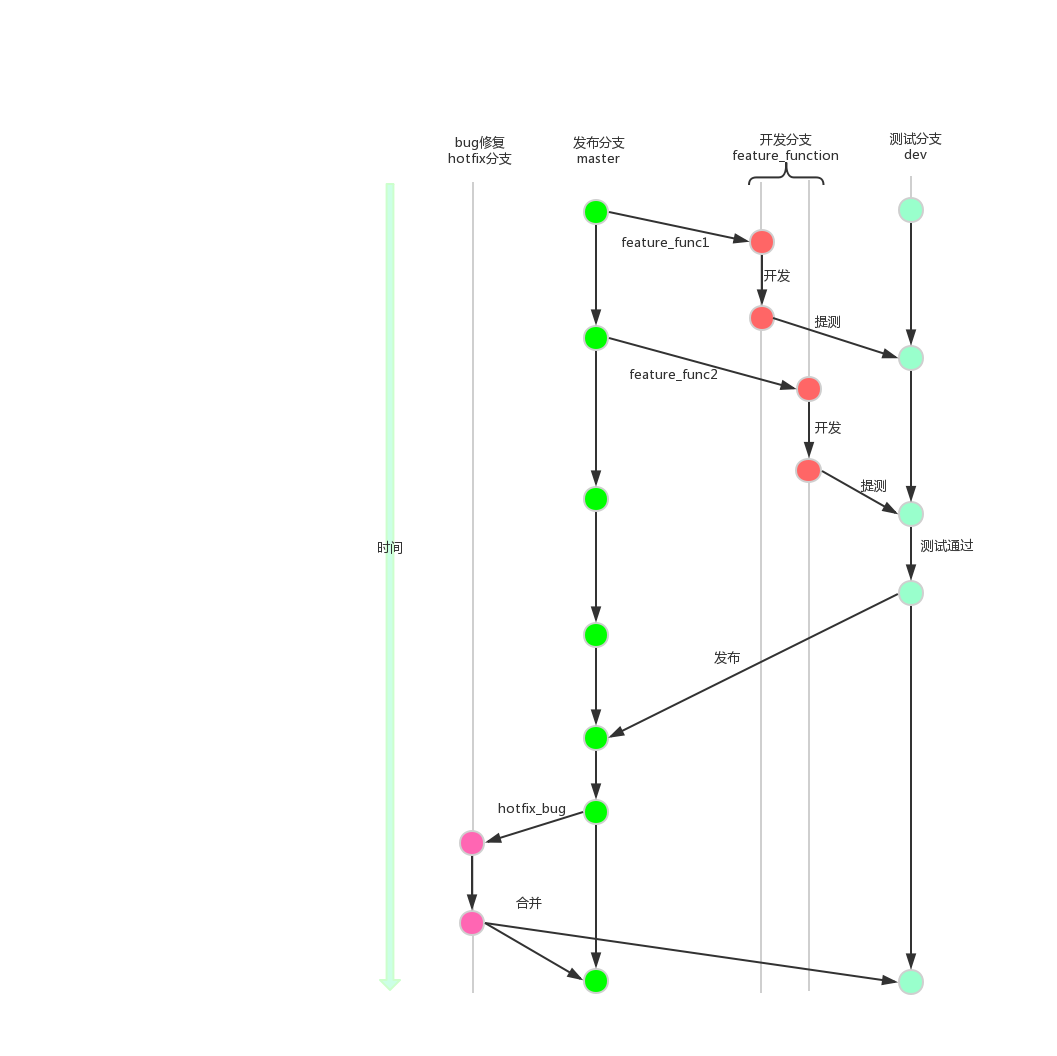 bug修复
hotfix分支
发布分支
master
开发分支
feature_function
测试分支
dev
feature_func1
开发
提测
feature_func2
开发
提测
时间
测试通过
发布
hotfix_bug
合并